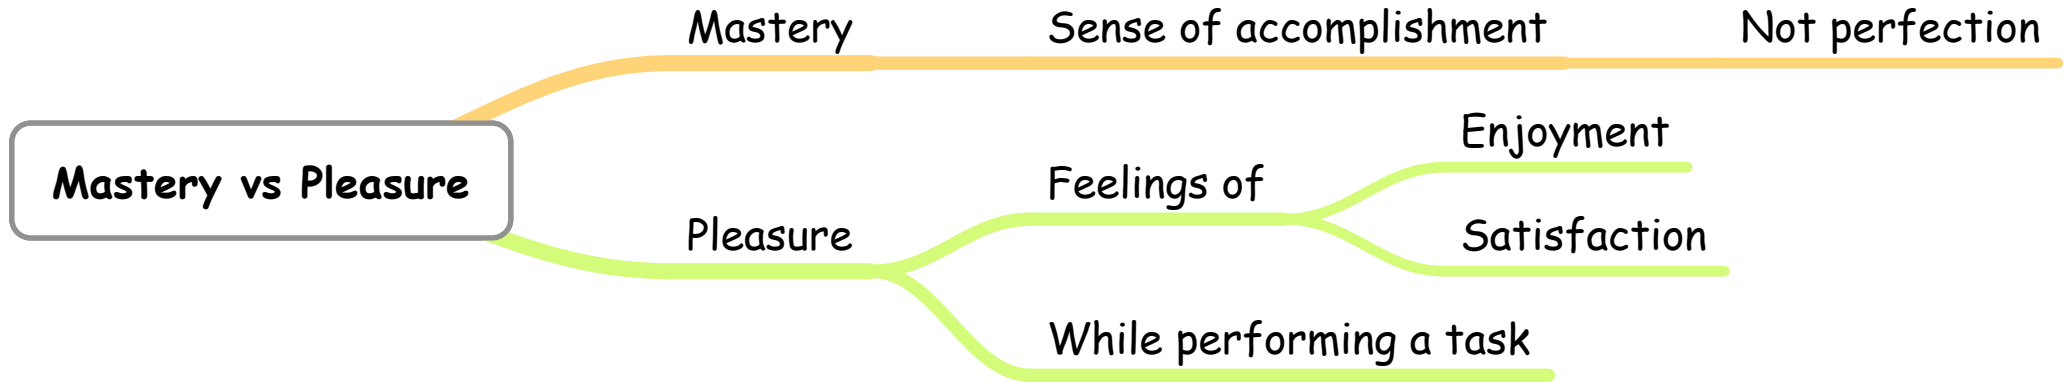 Mastery vs Pleasure
Mastery
Sense of accomplishment
Not perfection
Pleasure
Feelings of
Enjoyment
Satisfaction
While performing a task